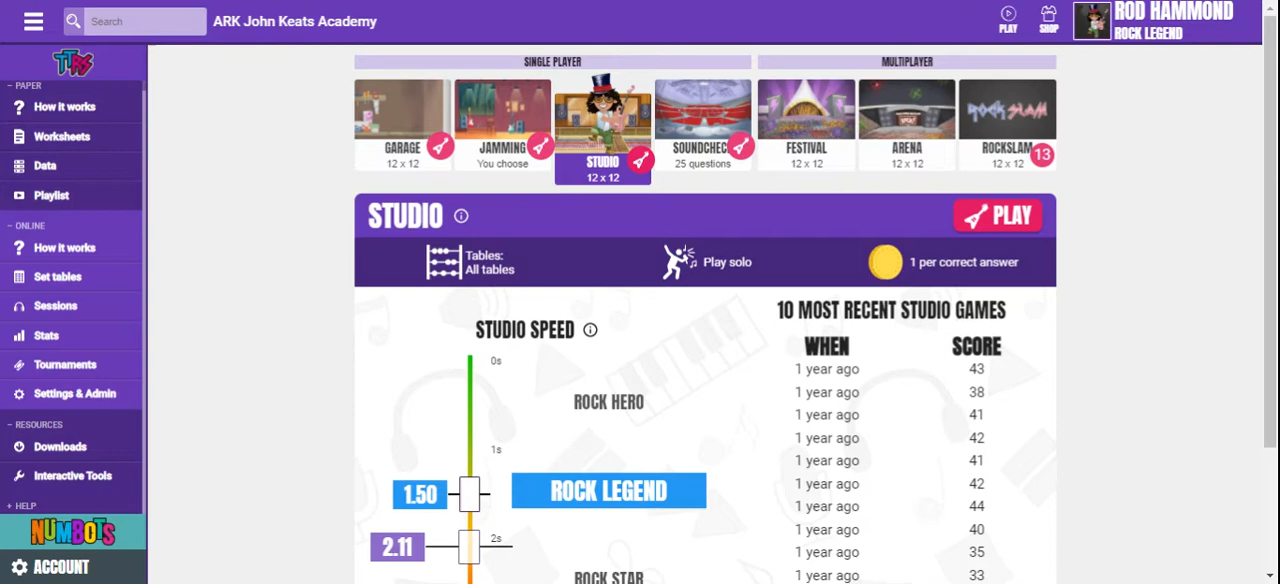 Search
ARK John Keats Academy
PLAY
SHOP
ROD HAMMOND
ROCK LEGEND
TTRS
− PAPER
How it works
Worksheets
Data
Playlist
− ONLINE
How it works
Set tables
Sessions
Stats
Tournaments
Settings & Admin
− RESOURCES
Downloads
Interactive Tools
+ HELP
NUMBOTS
ACCOUNT
SINGLE PLAYER
MULTIPLAYER
GARAGE
12 x 12
JAMMING
You choose
STUDIO
12 x 12
SOUNDCHEC
25 questions
FESTIVAL
12 x 12
ARENA
12 x 12
ROCK SLAM
ROCKSLAM
12 x 12
13
STUDIO
PLAY
Tables:
All tables
Play solo
1 per correct answer
STUDIO SPEED
0s
ROCK HERO
1s
1.50
ROCK LEGEND
2.11
2s
ROCK STAR
10 MOST RECENT STUDIO GAMES
WHEN SCORE
1 year ago 43
1 year ago 38
1 year ago 41
1 year ago 42
1 year ago 41
1 year ago 42
1 year ago 44
1 year ago 40
1 year ago 35
1 year ago 33